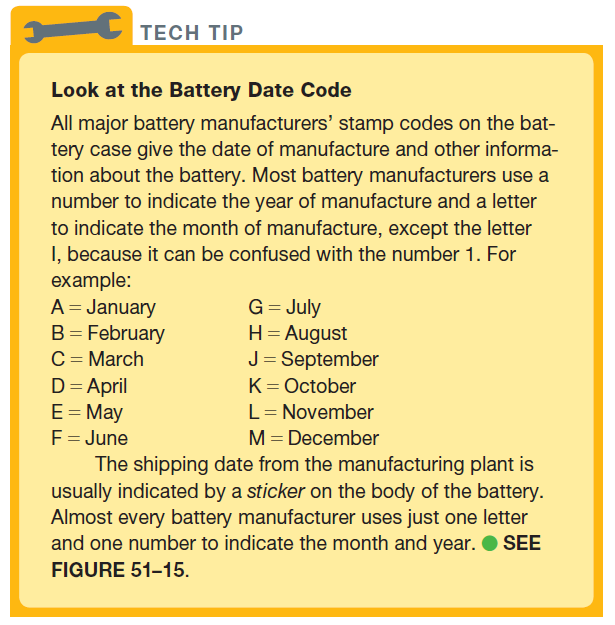 TECH TIP
Look at the Battery Date Code
All major battery manufacturers’ stamp codes on the bat-
tery case give the date of manufacture and other informa-
tion about the battery. Most battery manufacturers use a
number to indicate the year of manufacture and a letter
to indicate the month of manufacture, except the letter
I, because it can be confused with the number 1. For
example:
A = January G = July
B = February H = August
C = March J = September
D = April K = October
E = May L = November
F = June M = December
The shipping date from the manufacturing plant is
usually indicated by a sticker on the body of the battery.
Almost every battery manufacturer uses just one letter
and one number to indicate the month and year. SEE
FIGURE 51–15.